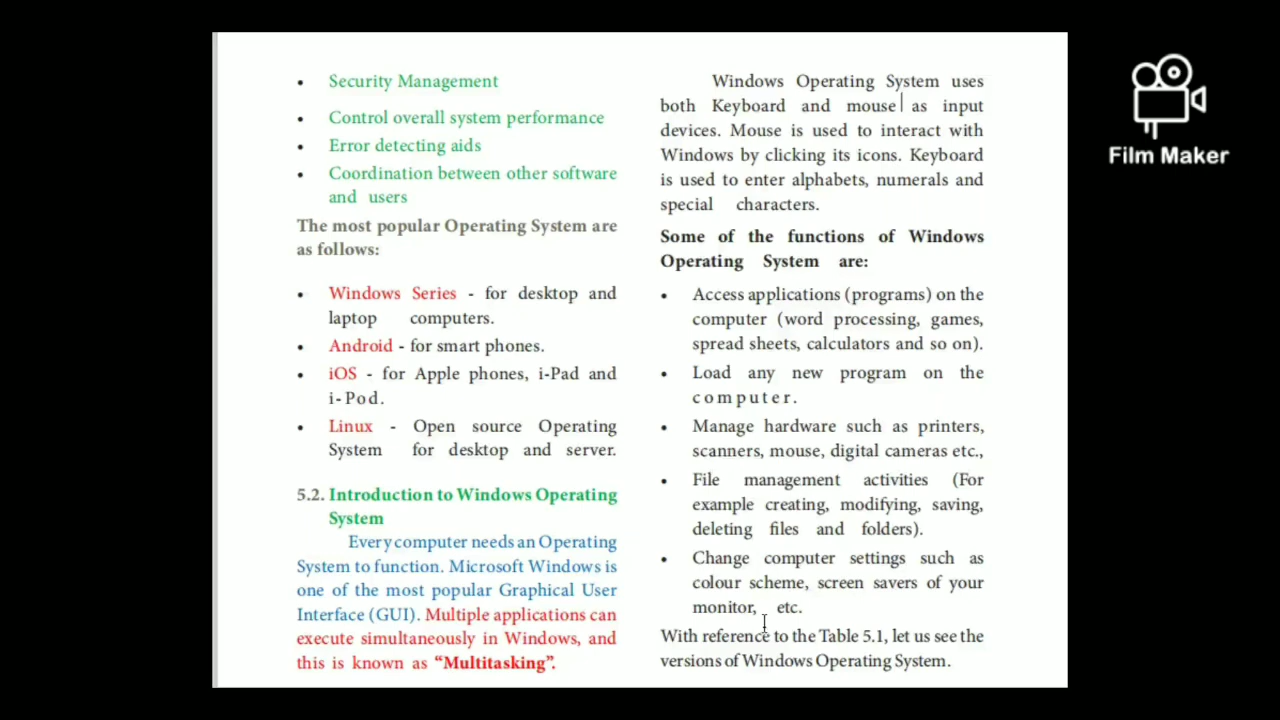 • Security Management
• Control overall system performance
• Error detecting aids
• Coordination between other software
and users
The most popular Operating System are
as follows:
• Windows Series - for desktop and
laptop computers.
• Android - for smart phones.
• iOS - for Apple phones, i-Pad and
i-Pod.
• Linux - Open source Operating
System for desktop and server.
5.2. Introduction to Windows Operating
System
Every computer needs an Operating
System to function. Microsoft Windows is
one of the most popular Graphical User
Interface (GUI). Multiple applications can
execute simultaneously in Windows, and
this is known as “Multitasking”.
Windows Operating System uses
both Keyboard and mouse as input
devices. Mouse is used to interact with
Windows by clicking its icons. Keyboard
is used to enter alphabets, numerals and
special characters.
Some of the functions of Windows
Operating System are:
• Access applications (programs) on the
computer (word processing, games,
spread sheets, calculators and so on).
• Load any new program on the
computer.
• Manage hardware such as printers,
scanners, mouse, digital cameras etc.,
• File management activities (For
example creating, modifying, saving,
deleting files and folders).
• Change computer settings such as
colour scheme, screen savers of your
monitor, etc.
With reference to the Table 5.1, let us see the
versions of Windows Operating System.
Film Maker